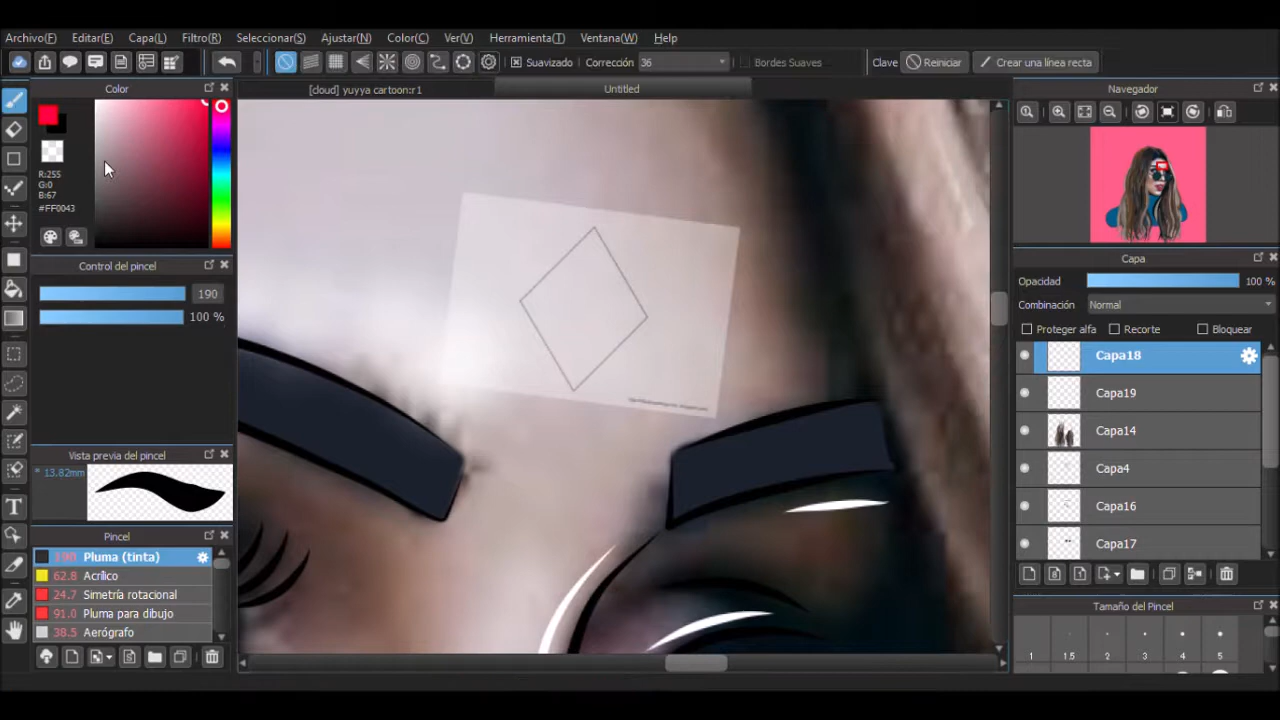 Archivo(F) Editar(E) Capa(L) Filtro(R) Seleccionar(S) Ajustar(N) Color(C) Ver(V) Herramienta(T) Ventana(W) Help
Suavizado Corrección 36 Bordes Suaves Clave Reiniciar Crear una línea recta
Color [cloud] yuyya cartoon:r1 Untitled Navegador
R:255
G:0
B:67
#FF0043
Control del pincel
190
100 %
Vista previa del pincel
* 13.82mm
Pincel
190 Pluma (tinta)
62.8 Acrílico
24.7 Simetría rotacional
91.0 Pluma para dibujo
38.5 Aerógrafo
Capa
Opacidad 100 %
Combinación Normal
Proteger alfa Recorte Bloquear
Capa18
Capa19
Capa14
Capa4
Capa16
Capa17
Tamaño del Pincel
1 1.5 2 3 4 5